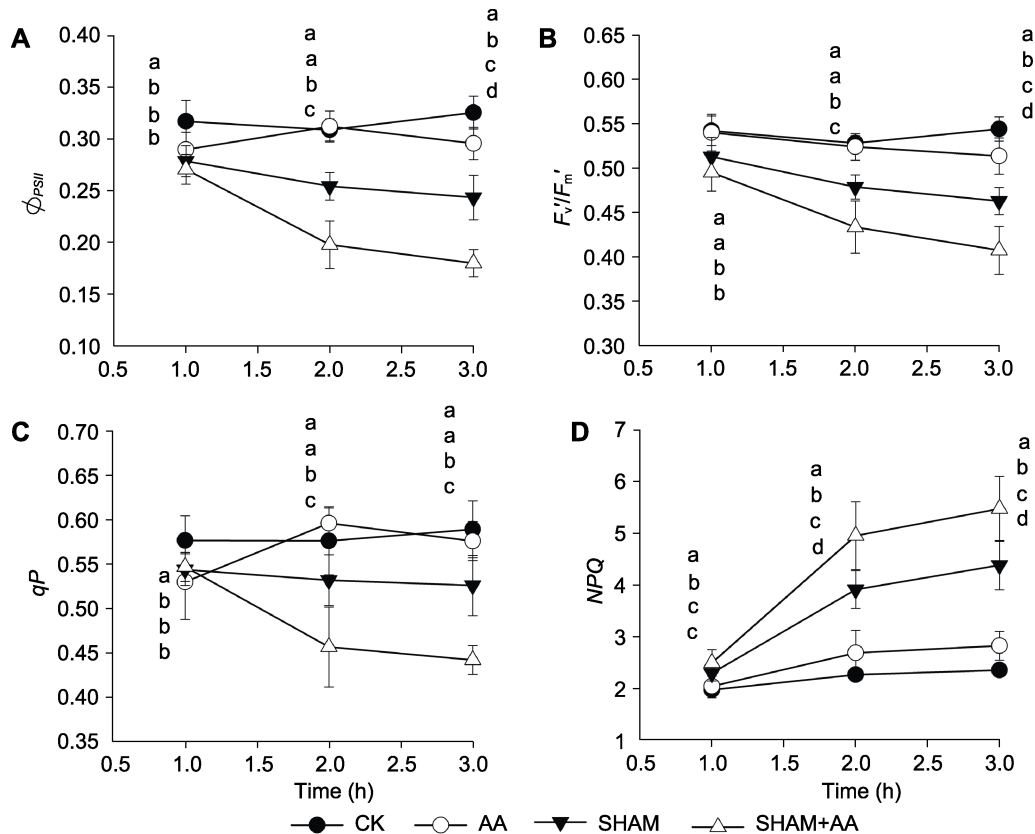 A
0.40
0.35
0.30
0.25
0.20
0.15
0.10
ϕPSII
0.5
1.0
1.5
2.0
2.5
3.0
a
b
b
b
a
a
b
c
a
b
c
d
B
0.65
0.60
0.55
0.50
0.45
0.40
0.35
0.30
Fv'/Fm'
0.5
1.0
1.5
2.0
2.5
3.0
a
a
b
b
a
a
b
c
a
b
c
d
C
0.70
0.65
0.60
0.55
0.50
0.45
0.40
0.35
qP
0.5
1.0
1.5
2.0
2.5
3.0
Time (h)
a
b
b
b
a
a
b
c
a
a
b
c
D
7
6
5
4
3
2
1
NPQ
0.5
1.0
1.5
2.0
2.5
3.0
Time (h)
a
b
c
c
a
b
c
d
a
b
c
d
CK
AA
SHAM
SHAM+AA